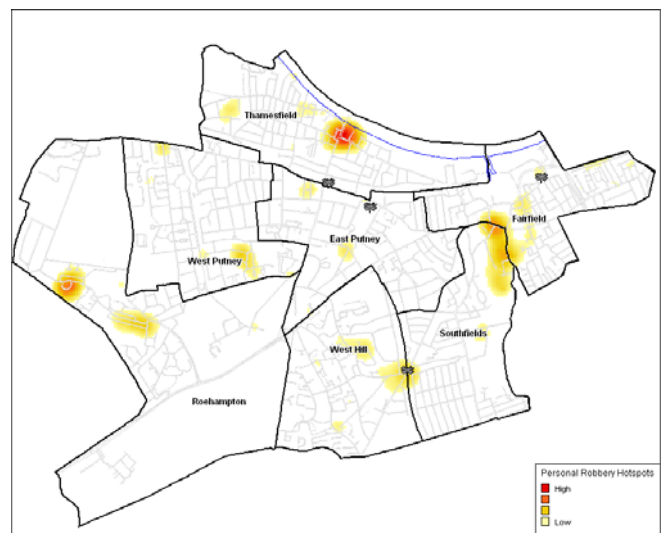 Thamesfield
Fairfield
East Putney
West Putney
Southfields
West Hill
Roehampton
Personal Robbery Hotspots
High
Low